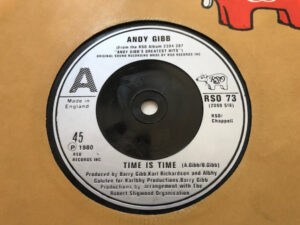 ANDY GIBB
(From the RSO Album 2394 287
"ANDY GIBB'S GREATEST HITS")
ORIGINAL SOUND RECORDING MADE BY RSO RECORDS INC
A
Made in
England
RSO 73
(2090 518)
RSO/
Chappell
45
℗ 1980
RSO
RECORDS INC
TIME IS TIME (A.Gibb/B.Gibb)
Produced by Barry Gibb,Karl Richardson and Albhy
Galuten for Karlbhy Productions/Barry Gibb
Productions by arrangement with The
Robert Stigwood Organisation